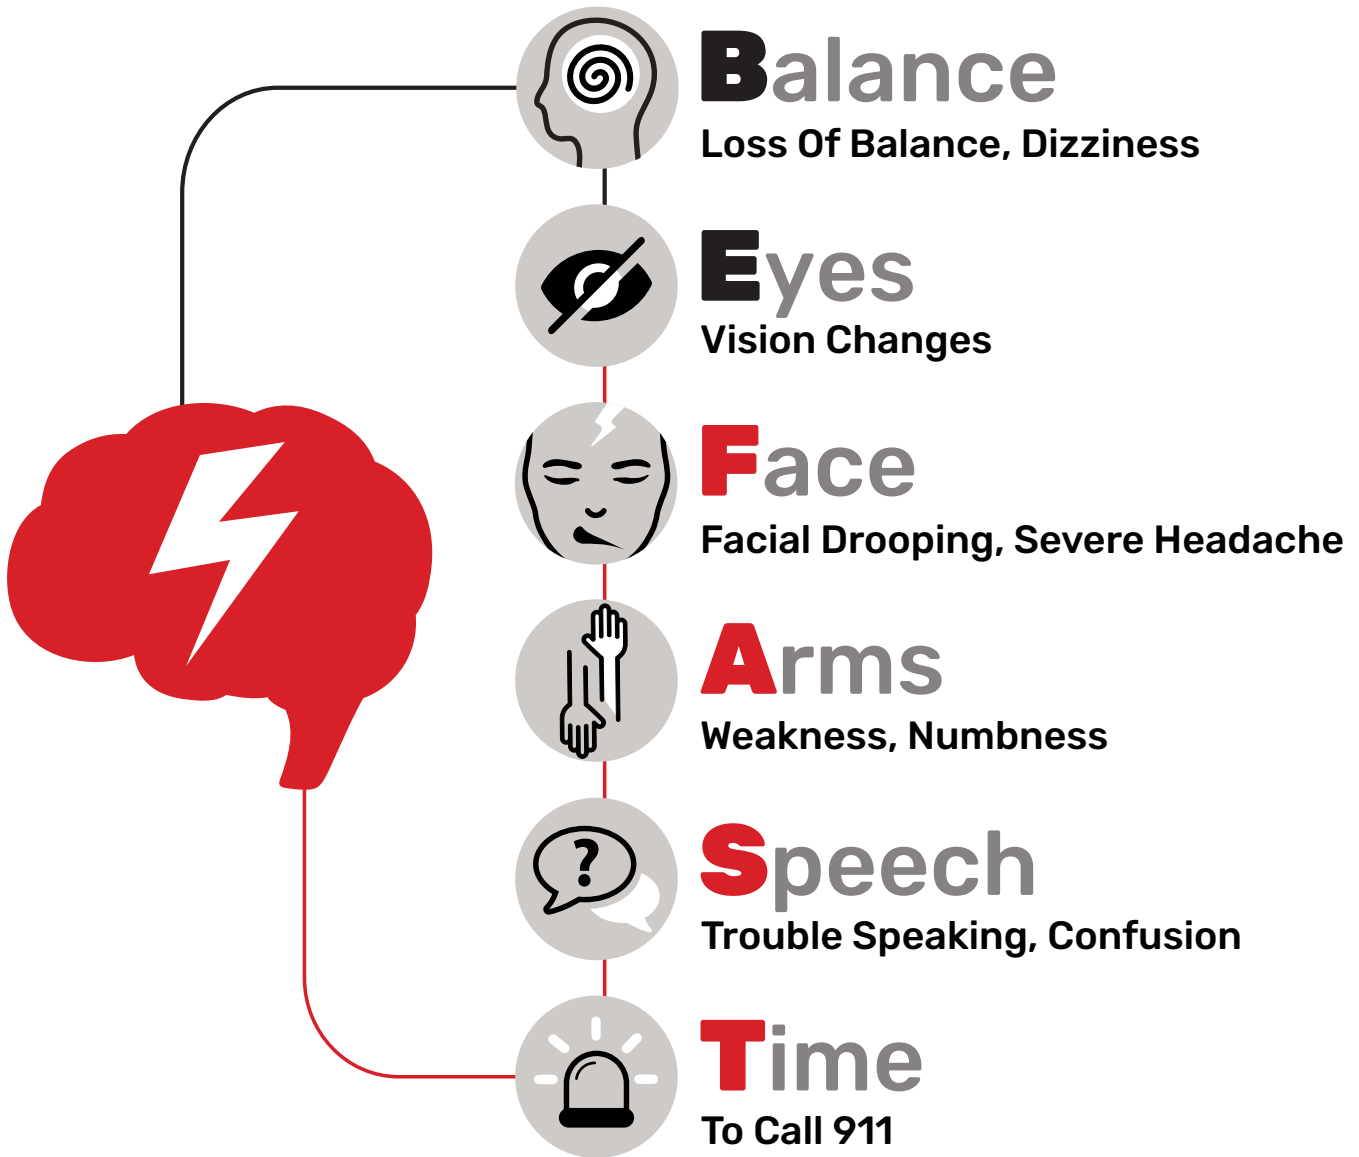 Balance
Loss Of Balance, Dizziness
Eyes
Vision Changes
Face
Facial Drooping, Severe Headache
Arms
Weakness, Numbness
?
Speech
Trouble Speaking, Confusion
Time
To Call 911